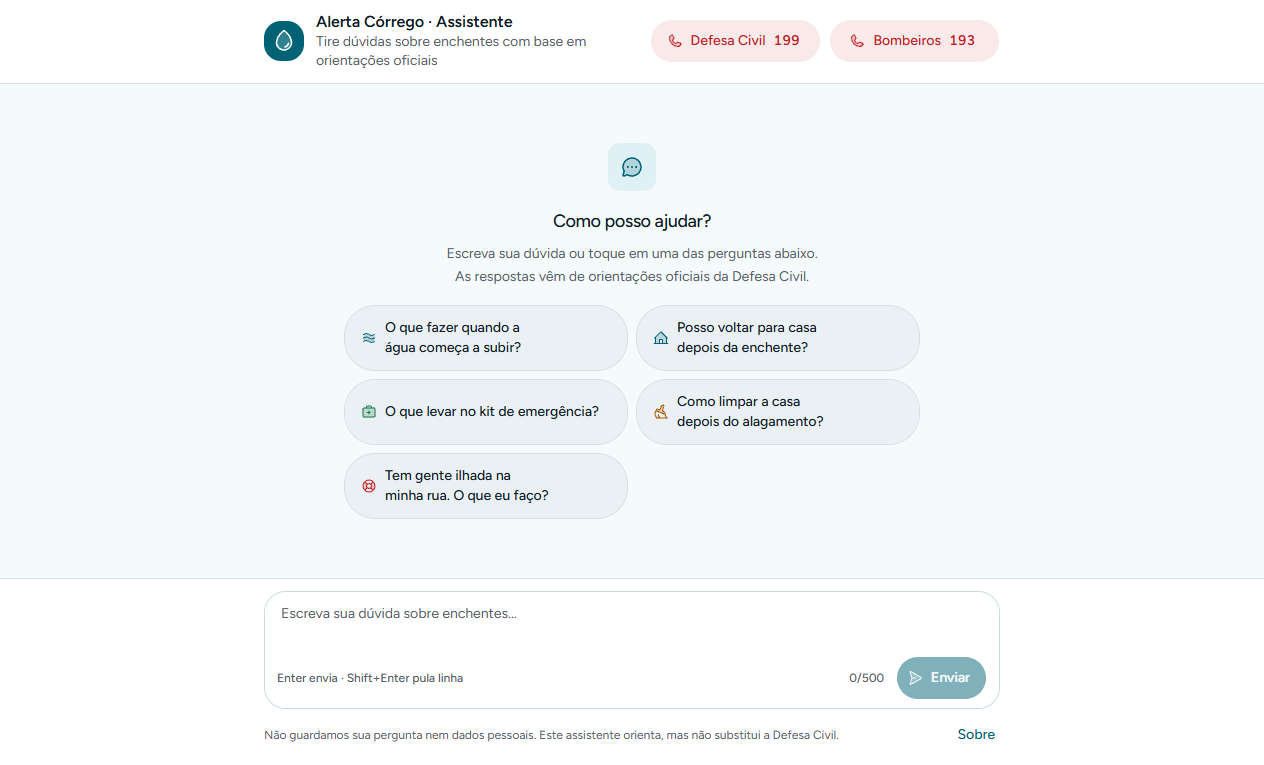 Alerta Córrego · Assistente
Tire dúvidas sobre enchentes com base em
orientações oficiais
Defesa Civil 199
Bombeiros 193
Como posso ajudar?
Escreva sua dúvida ou toque em uma das perguntas abaixo.
As respostas vêm de orientações oficiais da Defesa Civil.
O que fazer quando a
água começa a subir?
Posso voltar para casa
depois da enchente?
O que levar no kit de emergência?
Como limpar a casa
depois do alagamento?
Tem gente ilhada na
minha rua. O que eu faço?
Escreva sua dúvida sobre enchentes...
Enter envia · Shift+Enter pula linha
0/500
Enviar
Não guardamos sua pergunta nem dados pessoais. Este assistente orienta, mas não substitui a Defesa Civil.
Sobre